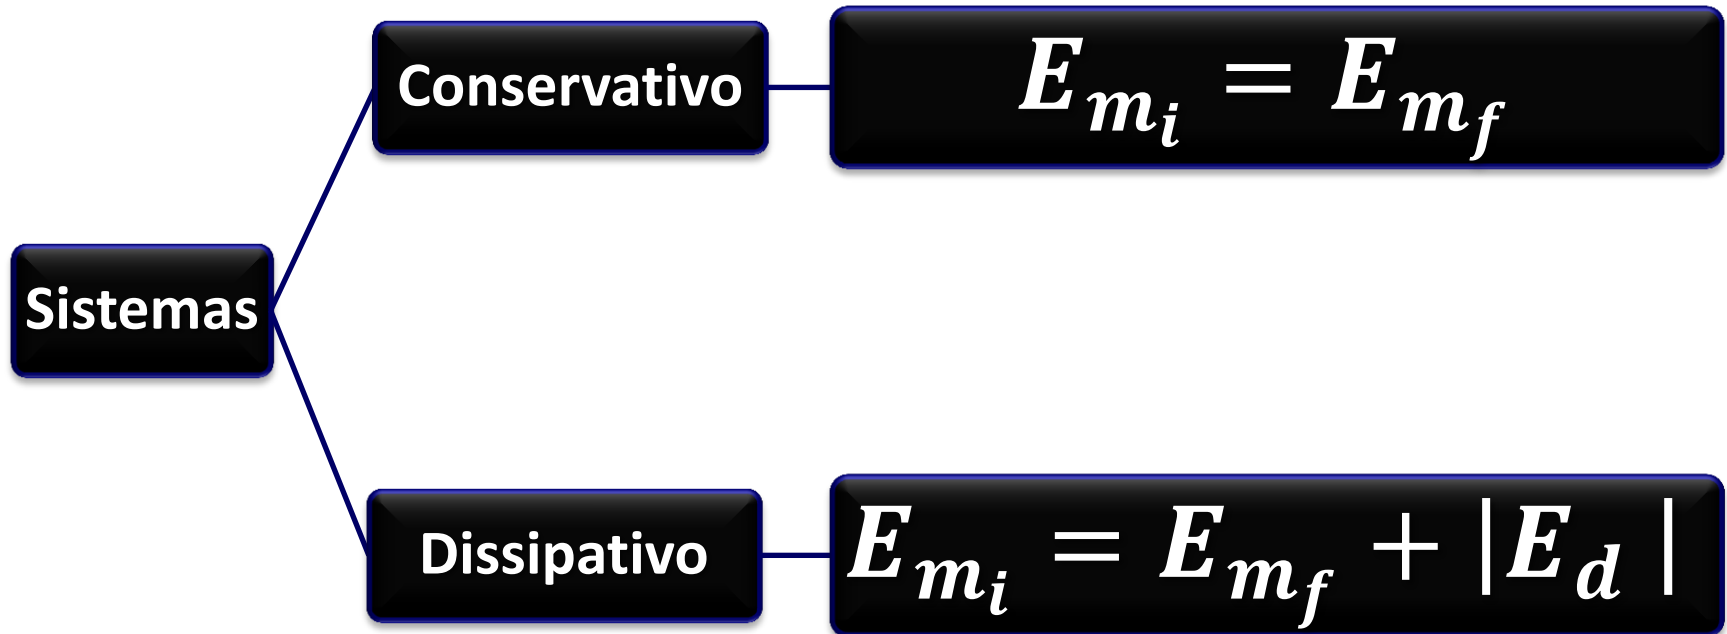 Conservativo
E_{m_i} = E_{m_f}
Sistemas
Dissipativo
E_{m_i} = E_{m_f} + |E_d|